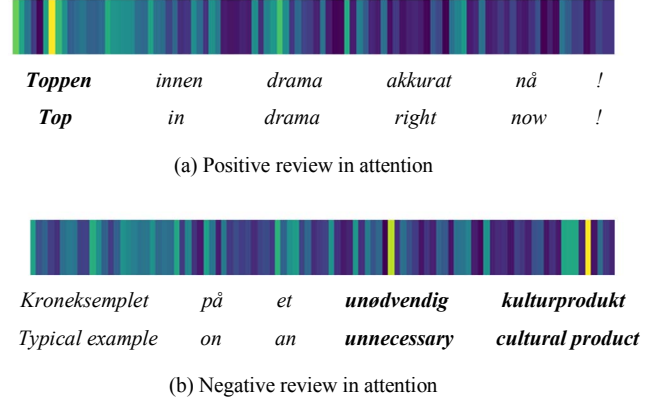 Toppen innen drama akkurat nå !
Top in drama right now !
(a) Positive review in attention
Kroneksemplet på et unødvendig kulturprodukt
Typical example on an unnecessary cultural product
(b) Negative review in attention